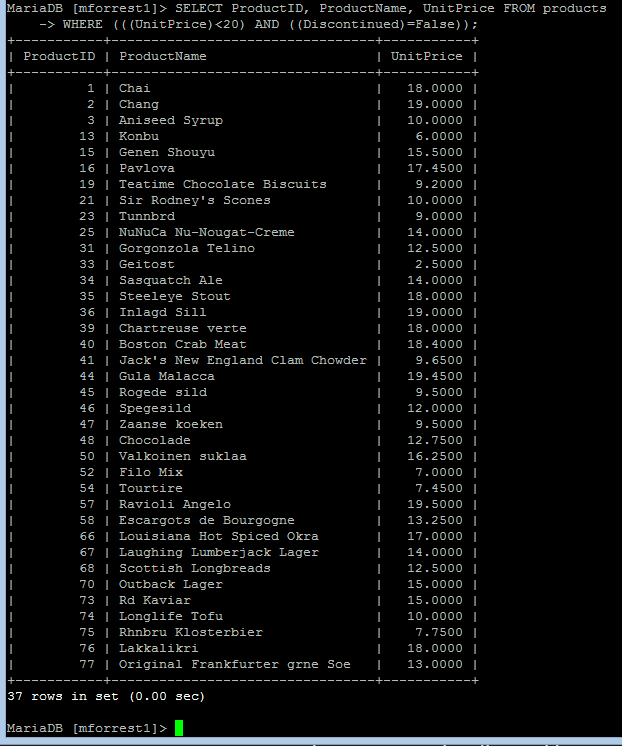 MariaDB [mforrest1]> SELECT ProductID, ProductName, UnitPrice FROM products
    -> WHERE (((UnitPrice)<20) AND ((Discontinued)=False));
+-----------+----------------------------------+-----------+
| ProductID | ProductName                      | UnitPrice |
+-----------+----------------------------------+-----------+
|         1 | Chai                             |   18.0000 |
|         2 | Chang                            |   19.0000 |
|         3 | Aniseed Syrup                    |   10.0000 |
|        13 | Konbu                            |    6.0000 |
|        15 | Genen Shouyu                     |   15.5000 |
|        16 | Pavlova                          |   17.4500 |
|        19 | Teatime Chocolate Biscuits       |    9.2000 |
|        21 | Sir Rodney's Scones              |   10.0000 |
|        23 | Tunnbrd                          |    9.0000 |
|        25 | NuNuCa Nu-Nougat-Creme           |   14.0000 |
|        31 | Gorgonzola Telino                |   12.5000 |
|        33 | Geitost                          |    2.5000 |
|        34 | Sasquatch Ale                    |   14.0000 |
|        35 | Steeleye Stout                   |   18.0000 |
|        36 | Inlagd Sill                      |   19.0000 |
|        39 | Chartreuse verte                 |   18.0000 |
|        40 | Boston Crab Meat                 |   18.4000 |
|        41 | Jack's New England Clam Chowder |    9.6500 |
|        44 | Gula Malacca                     |   19.4500 |
|        45 | Rogede sild                      |    9.5000 |
|        46 | Spegesild                        |   12.0000 |
|        47 | Zaanse koeken                    |    9.5000 |
|        48 | Chocolade                        |   12.7500 |
|        50 | Valkoinen suklaa                 |   16.2500 |
|        52 | Filo Mix                         |    7.0000 |
|        54 | Tourtire                         |    7.4500 |
|        57 | Ravioli Angelo                   |   19.5000 |
|        58 | Escargots de Bourgogne           |   13.2500 |
|        66 | Louisiana Hot Spiced Okra        |   17.0000 |
|        67 | Laughing Lumberjack Lager        |   14.0000 |
|        68 | Scottish Longbreads              |   12.5000 |
|        70 | Outback Lager                    |   15.0000 |
|        73 | Rd Kaviar                        |   15.0000 |
|        74 | Longlife Tofu                    |   10.0000 |
|        75 | Rhnbru Klosterbier               |    7.7500 |
|        76 | Lakkalikri                       |   18.0000 |
|        77 | Original Frankfurter grne Soe    |   13.0000 |
+-----------+----------------------------------+-----------+
37 rows in set (0.00 sec)
MariaDB [mforrest1]>